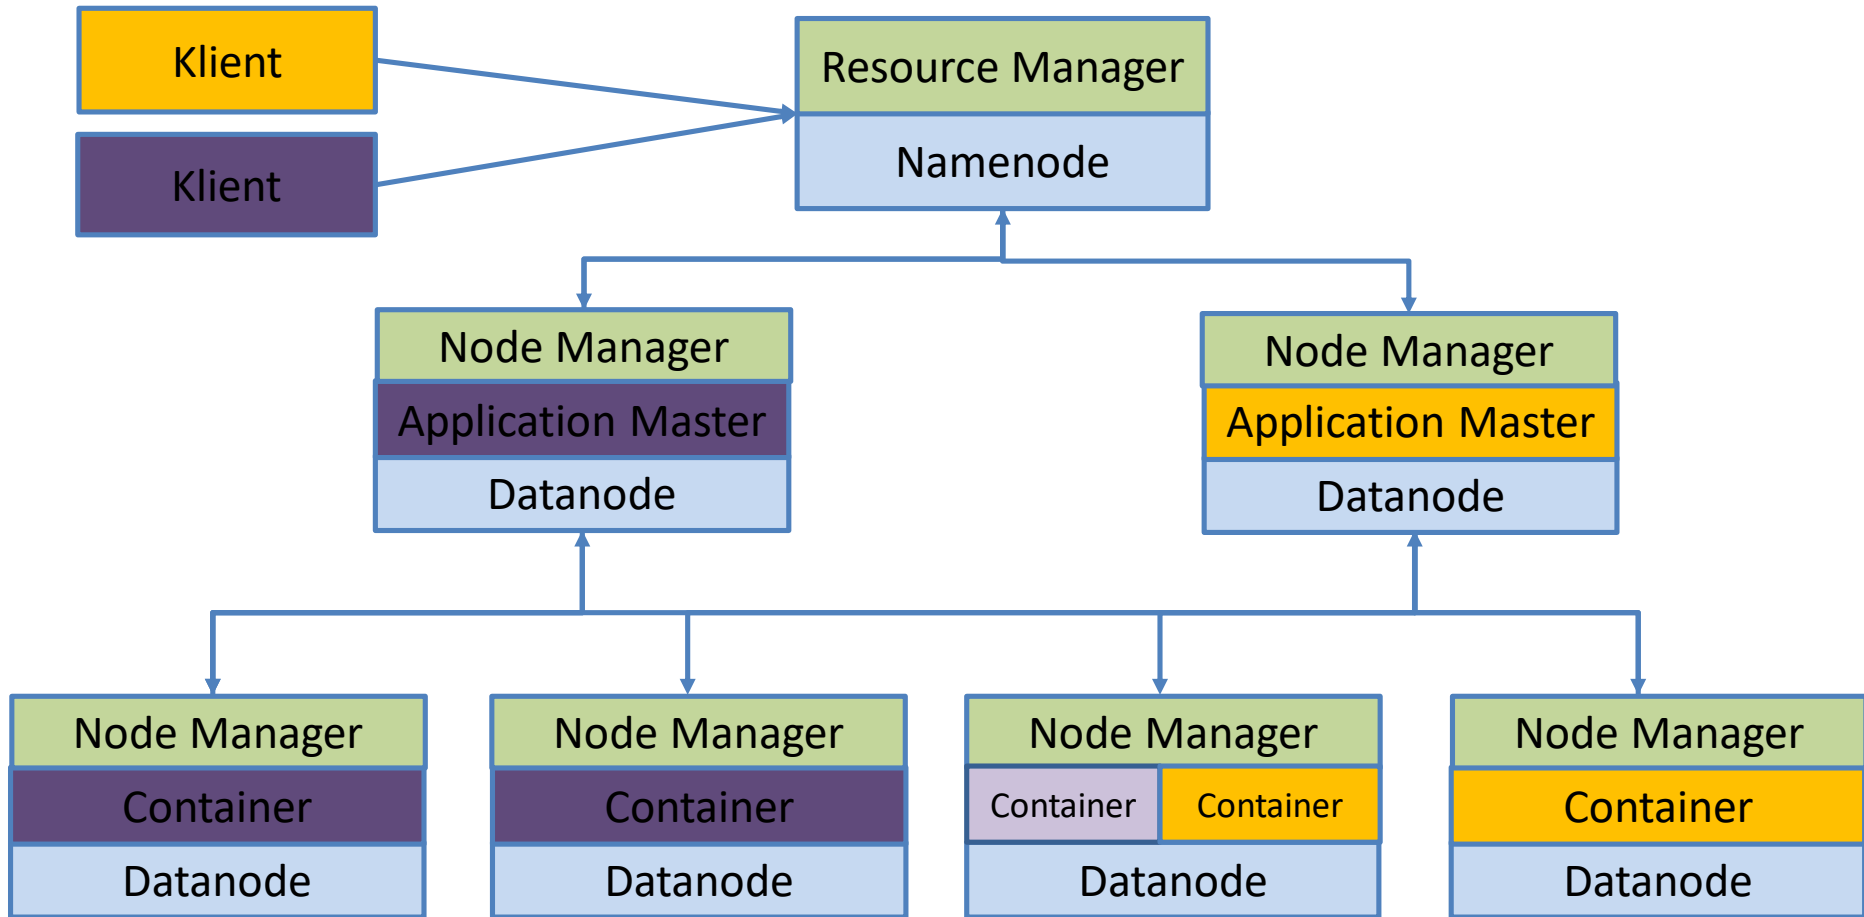 Klient
Klient
Resource Manager
Namenode
Node Manager
Application Master
Datanode
Node Manager
Application Master
Datanode
Node Manager
Container
Datanode
Node Manager
Container
Datanode
Node Manager
Container
Container
Datanode
Node Manager
Container
Datanode